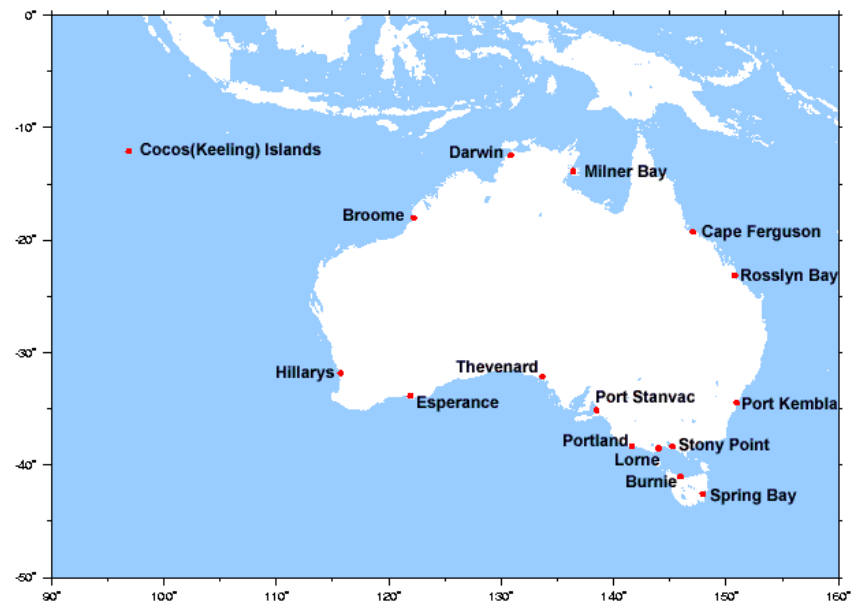 0°
-10°
Cocos(Keeling) Islands
Darwin
Milner Bay
Broome
-20°
Cape Ferguson
Rosslyn Bay
-30°
Thevenard
Hillarys
Port Stanvac
Esperance
Port Kembla
Portland
Stony Point
-40°
Lorne
Burnie
Spring Bay
-50°
90° 100° 110° 120° 130° 140° 150° 160°